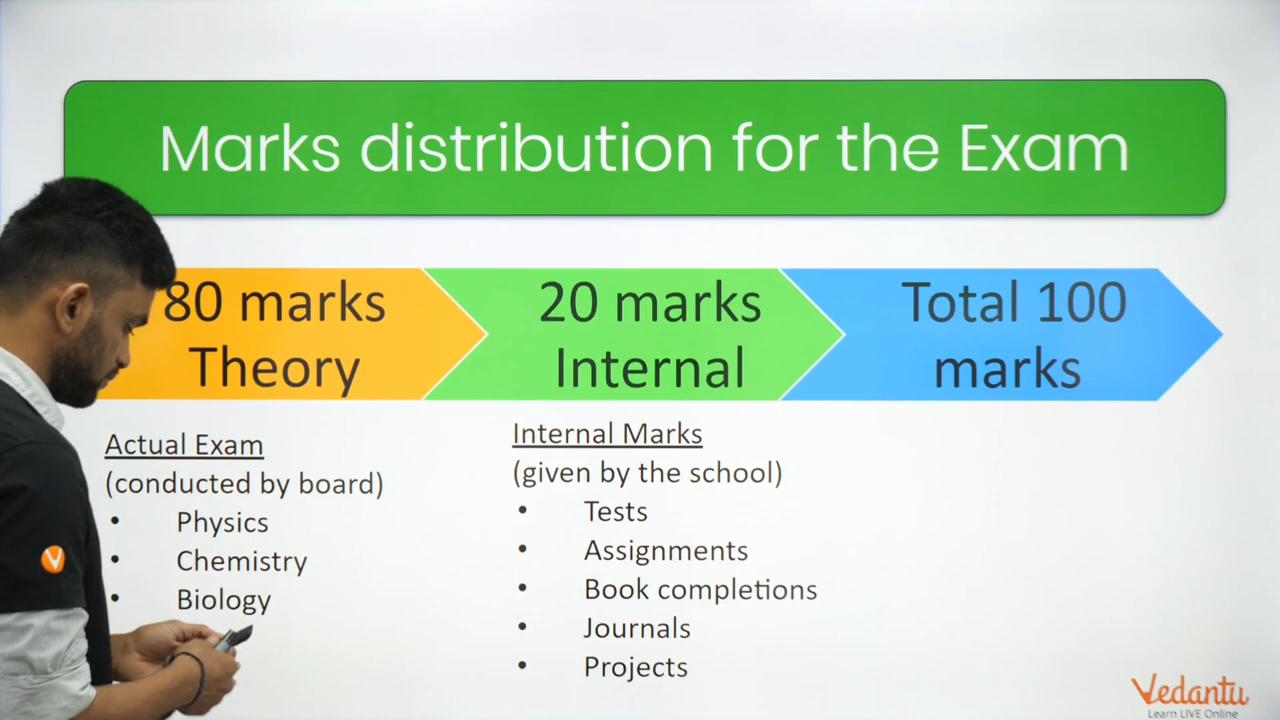 Marks distribution for the Exam
80 marks
Theory
20 marks
Internal
Total 100
marks
Actual Exam
(conducted by board)
• Physics
• Chemistry
• Biology
Internal Marks
(given by the school)
• Tests
• Assignments
• Book completions
• Journals
• Projects
Vedantu
Learn LIVE Online